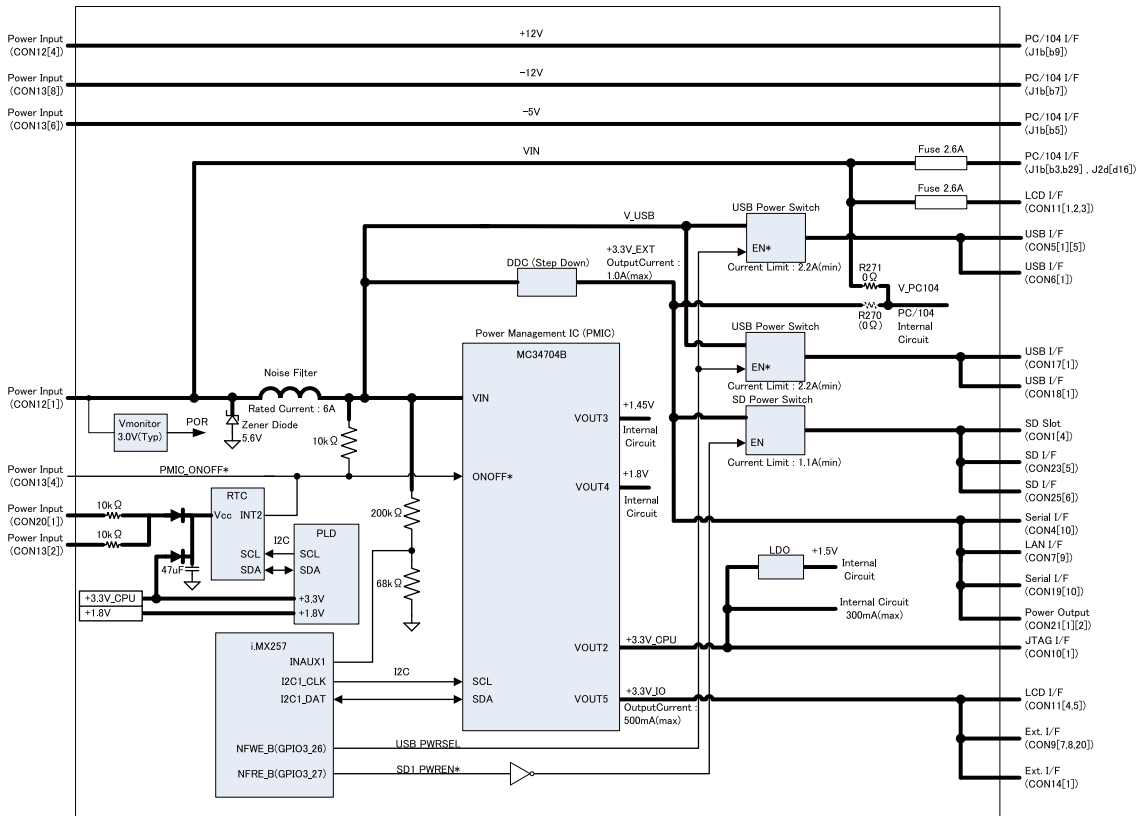 Power Input
(CON12[4])
+12V
PC/104 I/F
(J1b[b9])
Power Input
(CON13[8])
-12V
PC/104 I/F
(J1b[b7])
Power Input
(CON13[6])
-5V
PC/104 I/F
(J1b[b5])
VIN
Fuse 2.6A
PC/104 I/F
(J1b[b3,b29] , J2d[d16])
Fuse 2.6A
LCD I/F
(CON11[1,2,3])
V_USB
USB Power Switch
EN*
Current Limit : 2.2A(min)
USB I/F
(CON5[1][5])
USB I/F
(CON6[1])
DDC (Step Down)
+3.3V_EXT
OutputCurrent :
1.0A(max)
R271
0Ω
V_PC104
R270
(0Ω)
PC/104
Internal
Circuit
Power Management IC (PMIC)
MC34704B
USB Power Switch
EN*
Current Limit : 2.2A(min)
USB I/F
(CON17[1])
USB I/F
(CON18[1])
Power Input
(CON12[1])
Noise Filter
Rated Current : 6A
Zener Diode
5.6V
Vmonitor
3.0V(Typ)
POR
10kΩ
VIN
VOUT3
+1.45V
Internal
Circuit
SD Power Switch
EN
Current Limit : 1.1A(min)
SD Slot
(CON1[4])
SD I/F
(CON23[5])
SD I/F
(CON25[6])
Power Input
(CON13[4])
PMIC_ONOFF*
ONOFF*
VOUT4
+1.8V
Internal
Circuit
Power Input
(CON20[1])
10kΩ
Power Input
(CON13[2])
10kΩ
47uF
RTC
Vcc
INT2
SCL
SDA
I2C
PLD
SCL
SDA
+3.3V
+1.8V
+3.3V_CPU
+1.8V
200kΩ
68kΩ
Serial I/F
(CON4[10])
LAN I/F
(CON7[9])
Serial I/F
(CON19[10])
Power Output
(CON21[1][2])
LDO
+1.5V
Internal
Circuit
Internal Circuit
300mA(max)
VOUT2
+3.3V_CPU
JTAG I/F
(CON10[1])
i.MX257
INAUX1
I2C1_CLK
I2C1_DAT
I2C
SCL
SDA
VOUT5
+3.3V_IO
OutputCurrent :
500mA(max)
LCD I/F
(CON11[4,5])
Ext. I/F
(CON9[7,8,20])
Ext. I/F
(CON14[1])
NFWE_B(GPIO3_26)
USB PWRSEL
NFRE_B(GPIO3_27)
SD1 PWREN*